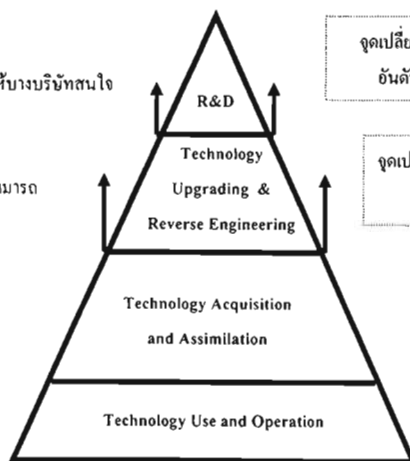 จุดเปลี่
อันดั
ห้บางบริษัทสนใจ
R&D
Technology
Upgrading &
Reverse Engineering
จุดเป
มารถ
Technology Acquisition
and Assimilation
Technology Use and Operation